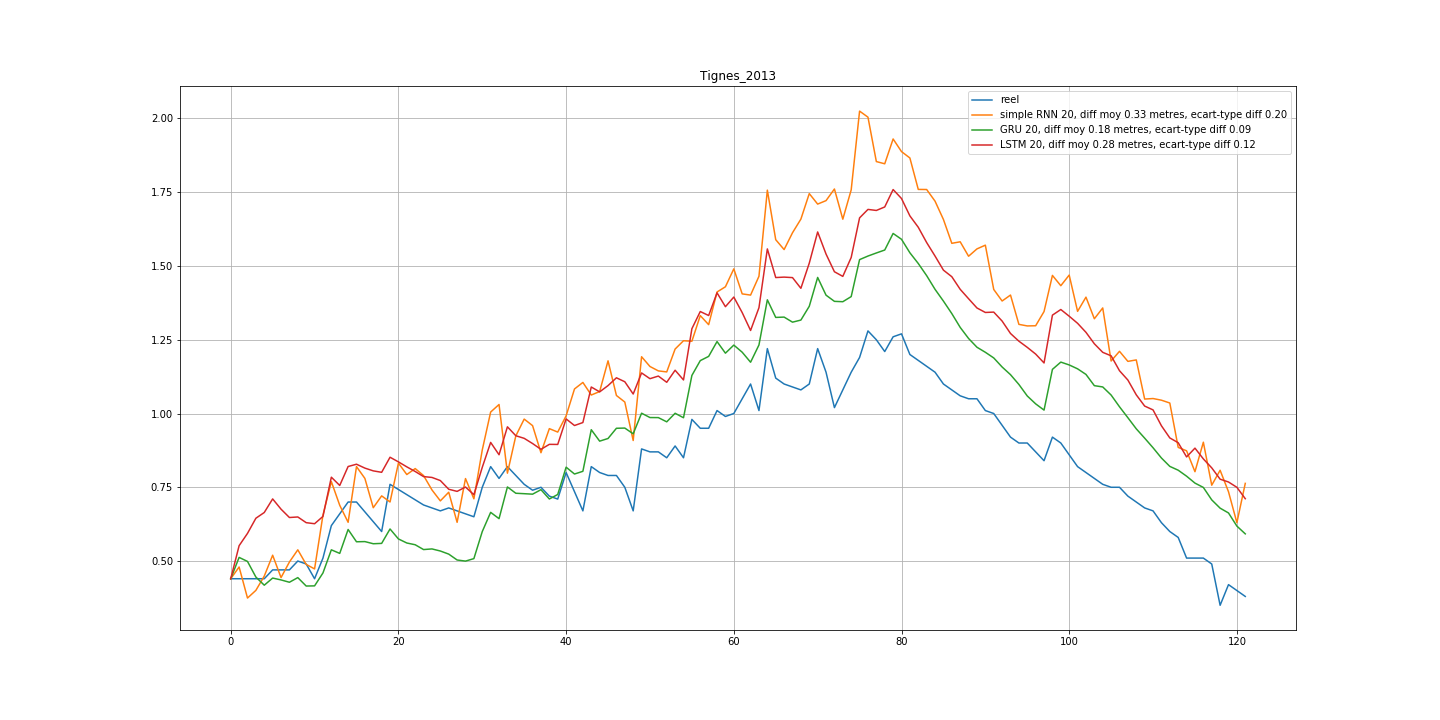 Tignes_2013
reel
simple RNN 20, diff moy 0.33 metres, ecart-type diff 0.20
GRU 20, diff moy 0.18 metres, ecart-type diff 0.09
LSTM 20, diff moy 0.28 metres, ecart-type diff 0.12
2.00
1.75
1.50
1.25
1.00
0.75
0.50
0 20 40 60 80 100 120